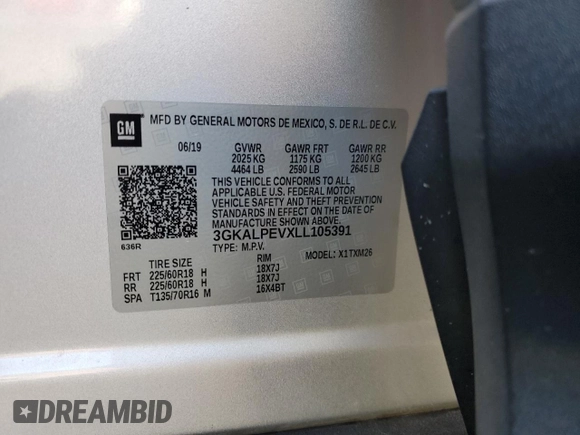 GM
MFD BY GENERAL MOTORS DE MEXICO, S. DE R.L. DE C.V.
06/19 GVWR GAWR FRT GAWR RR
2025 KG 1175 KG 1200 KG
4464 LB 2590 LB 2645 LB
THIS VEHICLE CONFORMS TO ALL
APPLICABLE U.S. FEDERAL MOTOR
VEHICLE SAFETY AND THEFT PREVENTION
STANDARDS IN EFFECT ON THE DATE OF
MANUFACTURE SHOWN ABOVE.
3GKALPEVXLL105391
636R
TYPE: M.P.V. MODEL: X1TXM26
TIRE SIZE RIM
FRT 225/60R18 H 18X7J
RR 225/60R18 H 18X7J
SPA T135/70R16 M 16X4BT
DREAMBID